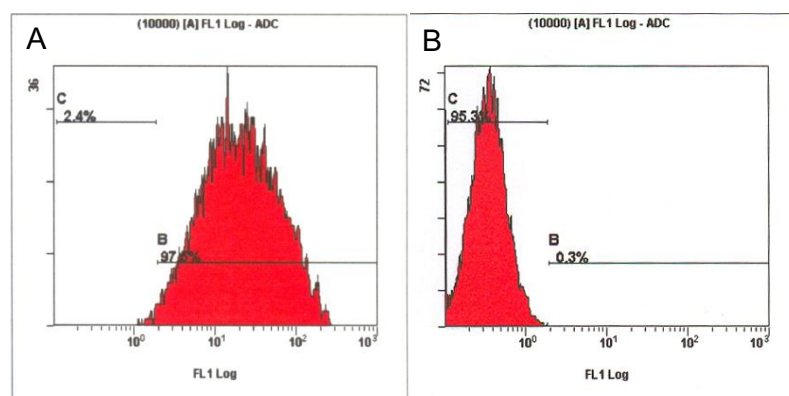 A
(10000) [A] FL1 Log - ADC
36
C
2.4%
B
10⁰ 10¹ 10² 10³
FL1 Log
B
(10000) [A] FL1 Log - ADC
72
C
95.3%
B
0.3%
10⁰ 10¹ 10² 10³
FL1 Log